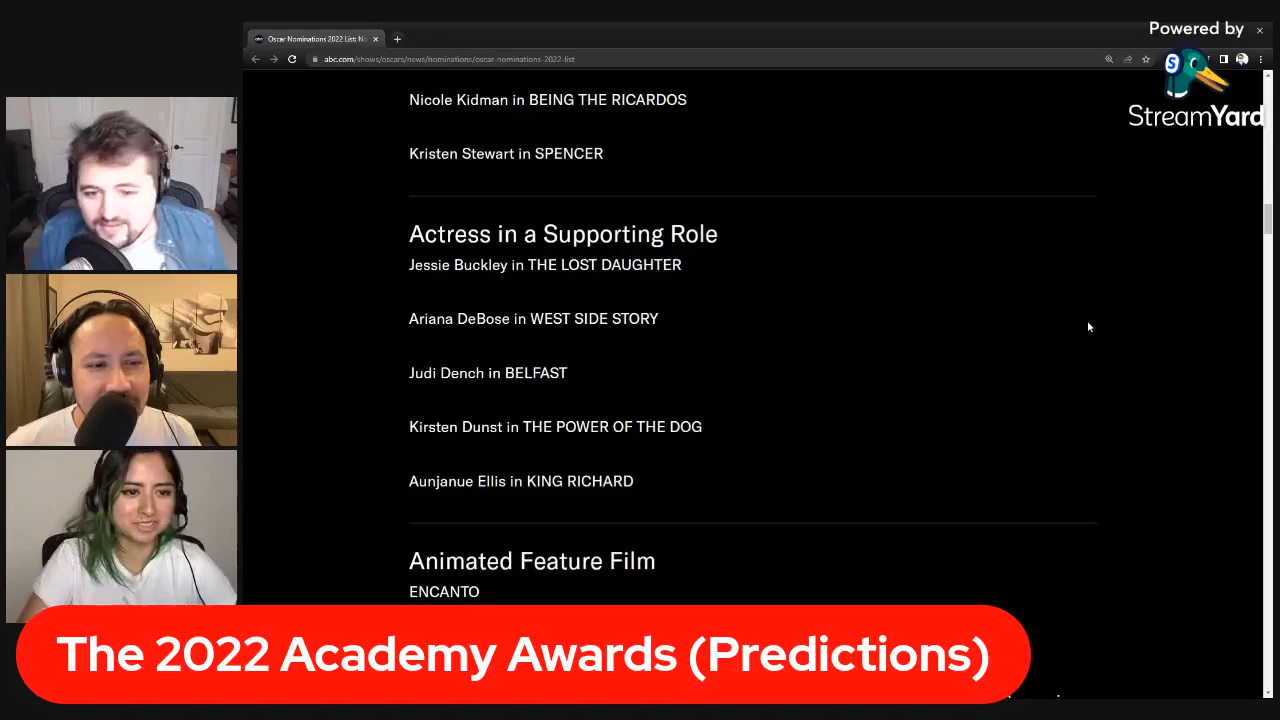 Powered by
StreamYard
Oscar Nominations 2022 List: No
abc.com/shows/oscars/news/nominations/oscar-nominations-2022-list
Nicole Kidman in BEING THE RICARDOS
Kristen Stewart in SPENCER
Actress in a Supporting Role
Jessie Buckley in THE LOST DAUGHTER
Ariana DeBose in WEST SIDE STORY
Judi Dench in BELFAST
Kirsten Dunst in THE POWER OF THE DOG
Aunjanue Ellis in KING RICHARD
Animated Feature Film
ENCANTO
The 2022 Academy Awards (Predictions)